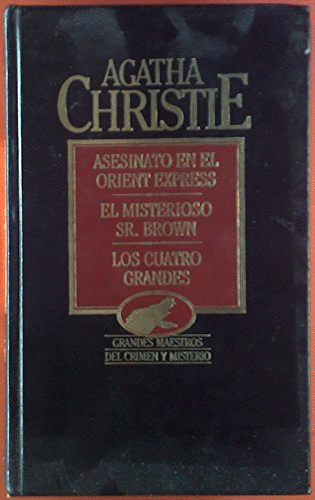 AGATHA
CHRISTIE
ASESINATO EN EL
ORIENT EXPRESS
EL MISTERIOSO
SR. BROWN
LOS CUATRO
GRANDES
GRANDES MAESTROS
DEL CRIMEN Y MISTERIO